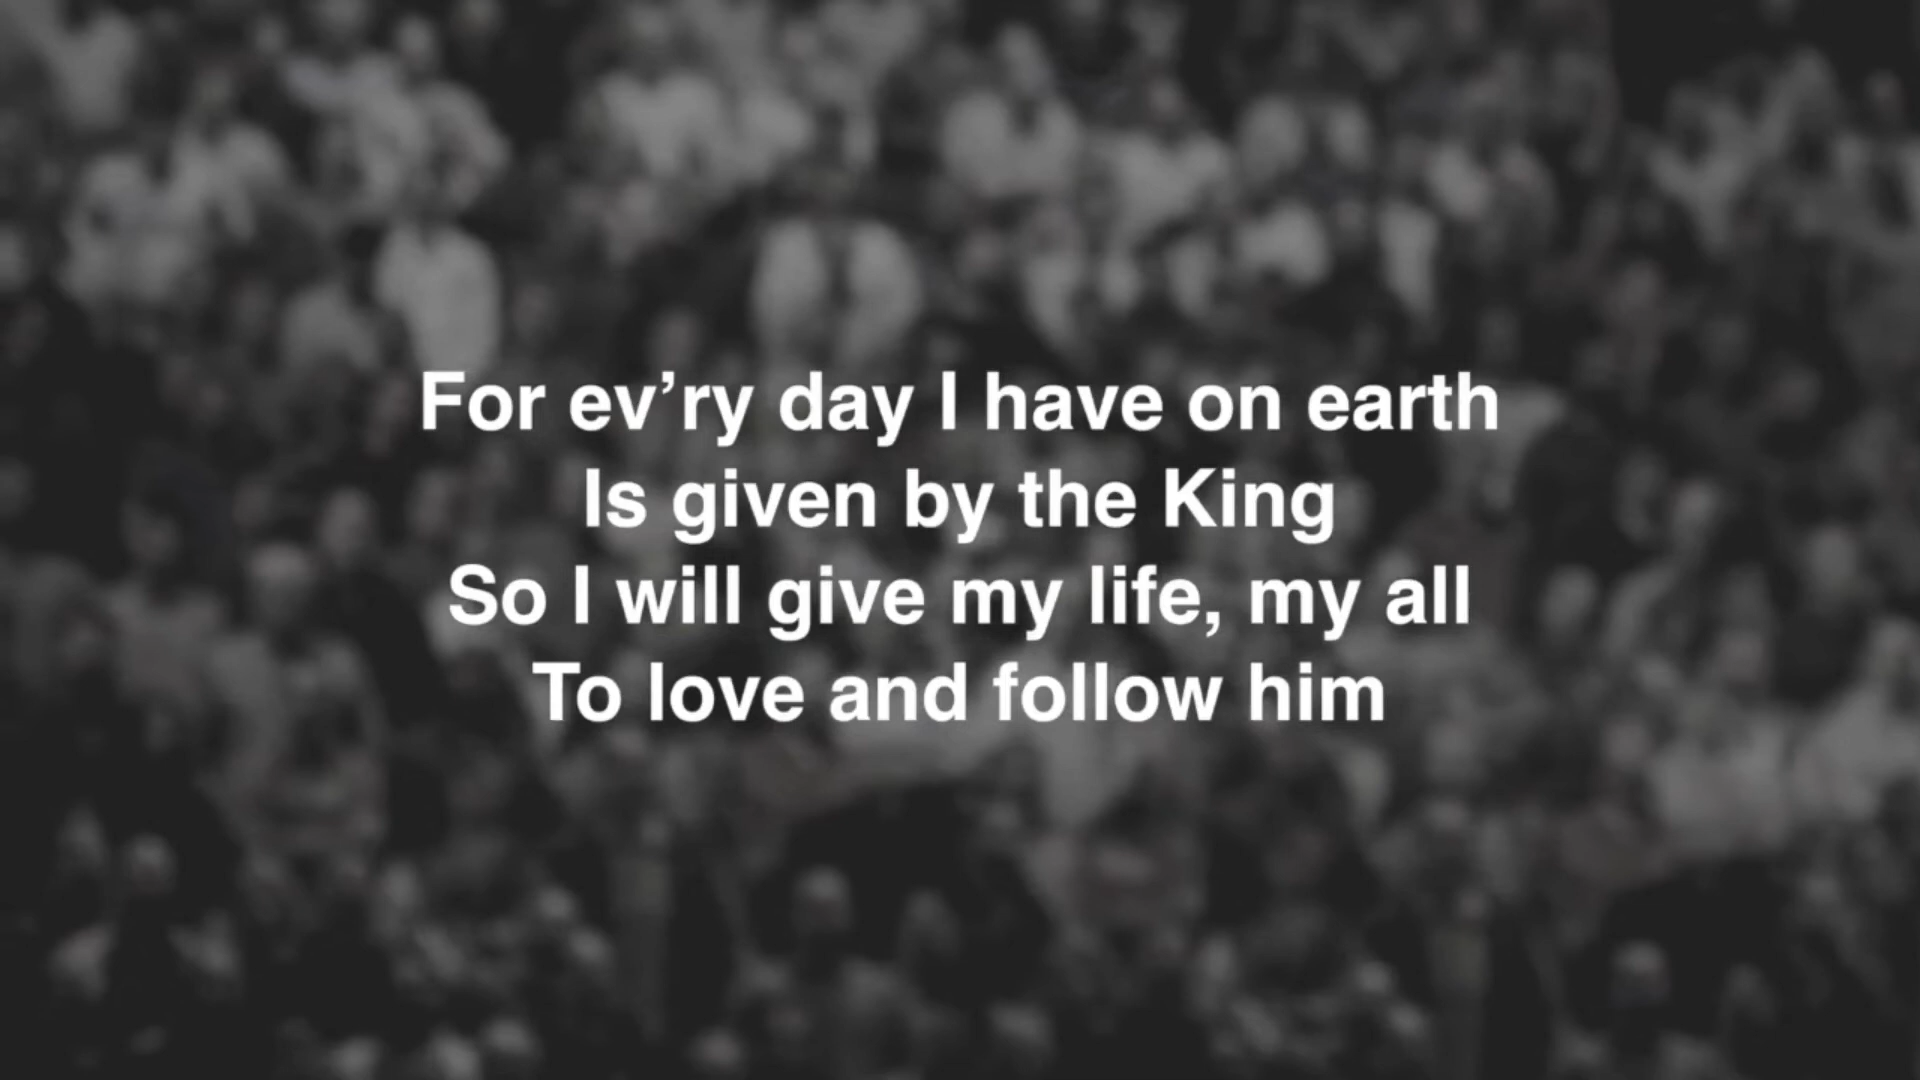 For ev’ry day I have on earth
Is given by the King
So I will give my life, my all
To love and follow him